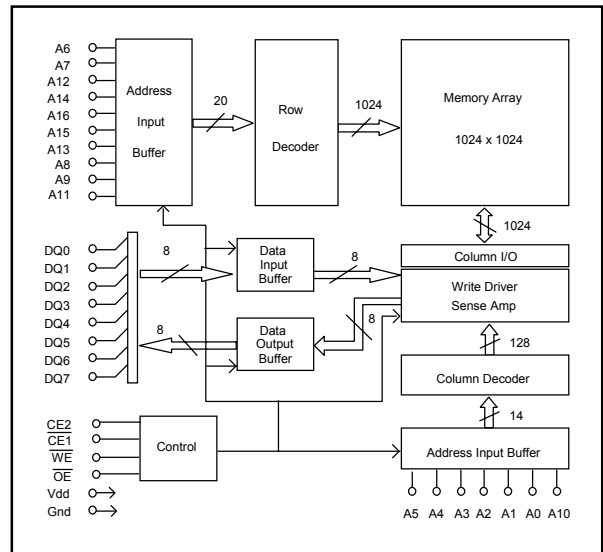 A6
A7
A12
A14
A16
A15
A13
A8
A9
A11
Address
Input
Buffer
20
Row
Decoder
1024
Memory Array
1024 x 1024
1024
DQ0
DQ1
DQ2
DQ3
DQ4
DQ5
DQ6
DQ7
8
Data
Input
Buffer
8
Column I/O
Write Driver
Sense Amp
8
Data
Output
Buffer
8
128
Column Decoder
14
CE2
CE1
WE
OE
Vdd
Gnd
Control
Address Input Buffer
A5 A4 A3 A2 A1 A0 A10